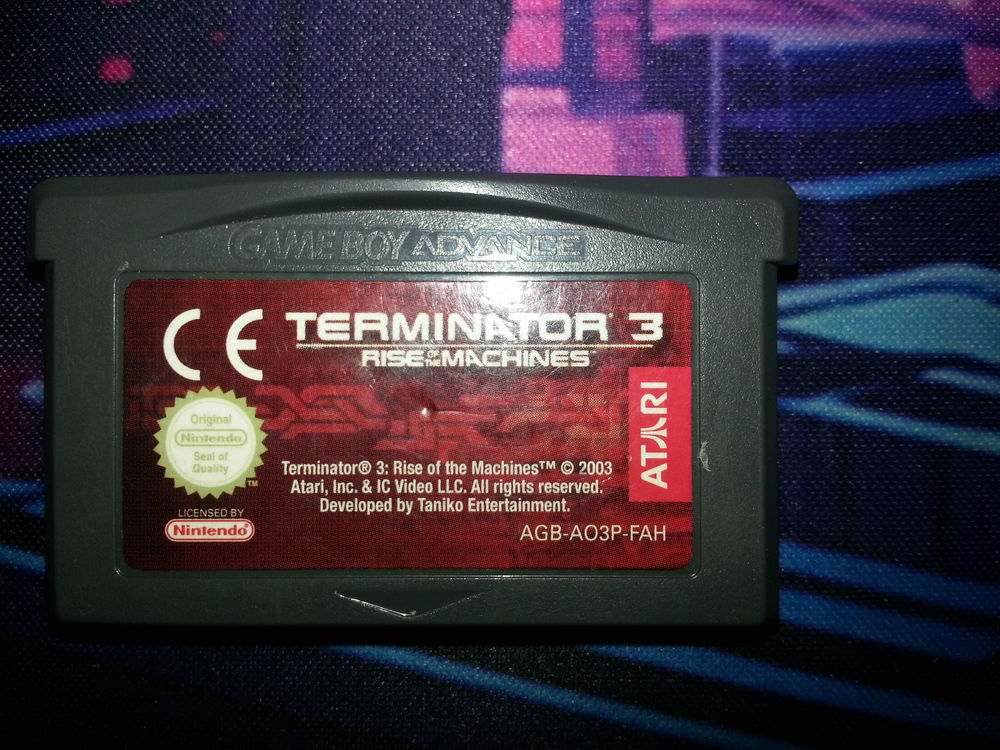 GAME BOY ADVANCE
CE
TERMINATOR® 3
RISE OF THE MACHINES™
ATARI
Original
Nintendo
Seal of
Quality
TM
Terminator® 3: Rise of the Machines™ © 2003
Atari, Inc. & IC Video LLC. All rights reserved.
Developed by Taniko Entertainment.
LICENSED BY
Nintendo®
AGB-AO3P-FAH